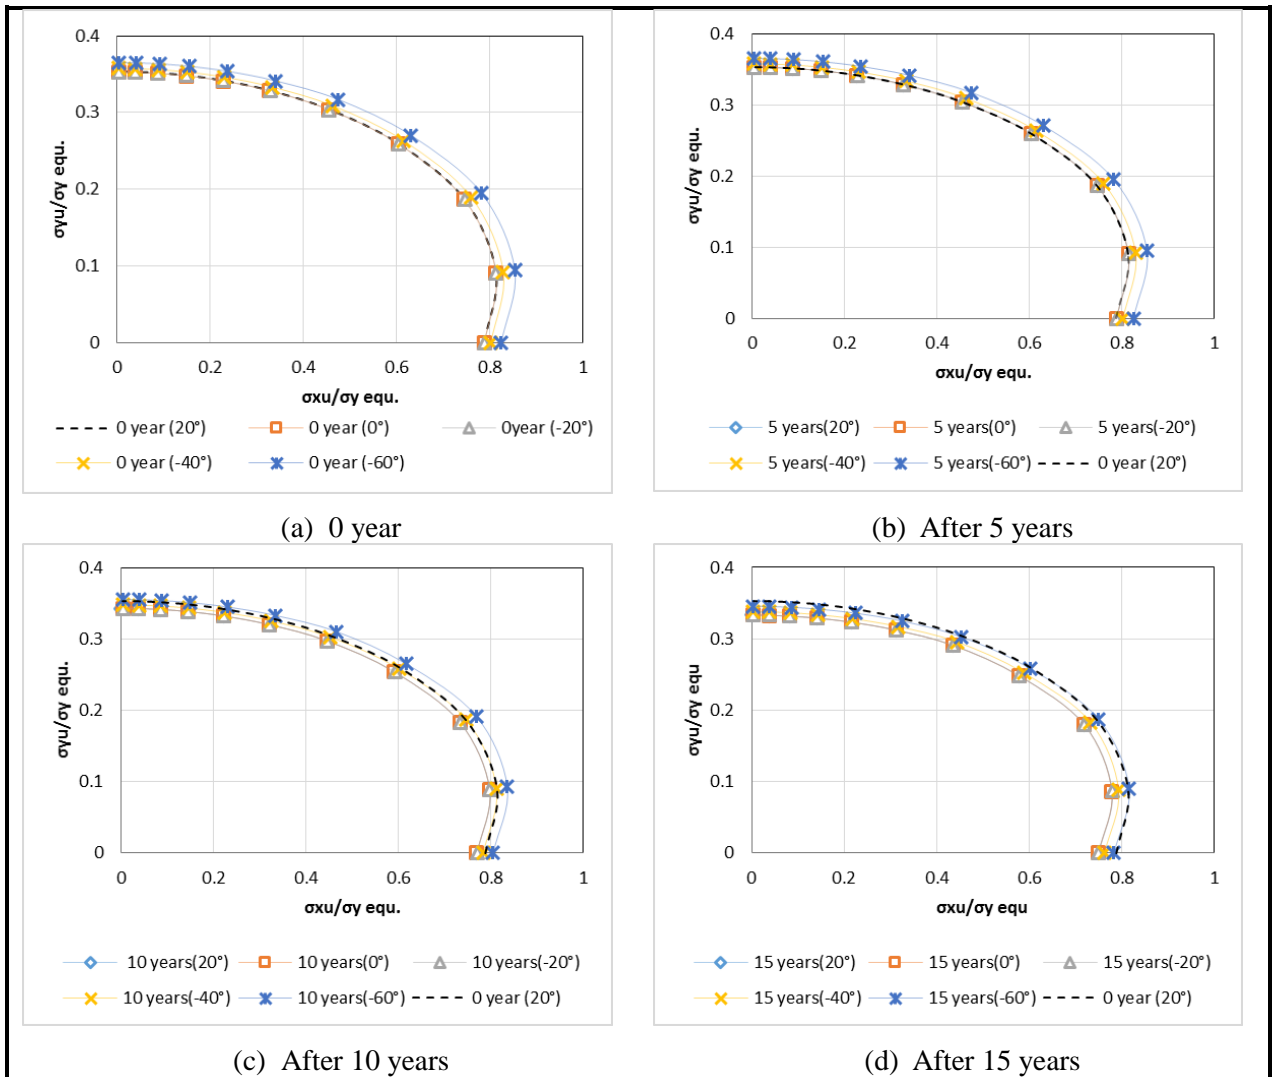 0.4
0.3
0.2
0.1
0
0 0.2 0.4 0.6 0.8 1
σyu/σy equ.
σxu/σy equ.
0 year (20°) 0 year (0°) 0year (-20°)
0 year (-40°) 0 year (-60°)
(a) 0 year
0.4
0.3
0.2
0.1
0
0 0.2 0.4 0.6 0.8 1
σyu/σy equ.
σxu/σy equ.
5 years(20°) 5 years(0°) 5 years(-20°)
5 years(-40°) 5 years(-60°) 0 year (20°)
(b) After 5 years
0.4
0.3
0.2
0.1
0
0 0.2 0.4 0.6 0.8 1
σyu/σy equ.
σxu/σy equ.
10 years(20°) 10 years(0°) 10 years(-20°)
10 years(-40°) 10 years(-60°) 0 year (20°)
(c) After 10 years
0.4
0.3
0.2
0.1
0
0 0.2 0.4 0.6 0.8 1
σyu/σy equ
σxu/σy equ
15 years(20°) 15 years(0°) 15 years(-20°)
15 years(-40°) 15 years(-60°) 0 year (20°)
(d) After 15 years